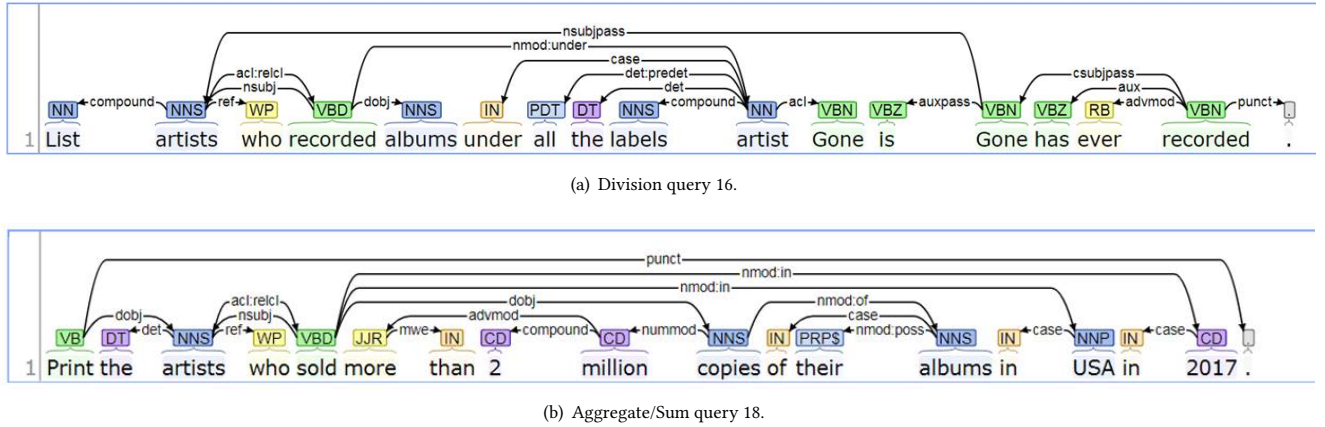 nsubjpass
nmod:under
case
acl:relcl det:predet csubjpass
nsubj det aux
NN compound NNS ref WP VBD dobj NNS IN PDT DT NNS compound NN acl VBN VBZ auxpass VBN VBZ RB advmod VBN punct .
1 List artists who recorded albums under all the labels artist Gone is Gone has ever recorded .
(a) Division query 16.
punct
nmod:in
nmod:in
acl:relcl dobj nmod:of
dobj nsubj advmod case
VB DT det NNS ref WP VBD JJR mwe IN CD compound CD nummod NNS IN PRP$ nmod:poss NNS IN case NNP IN case CD .
1 Print the artists who sold more than 2 million copies of their albums in USA in 2017 .
(b) Aggregate/Sum query 18.